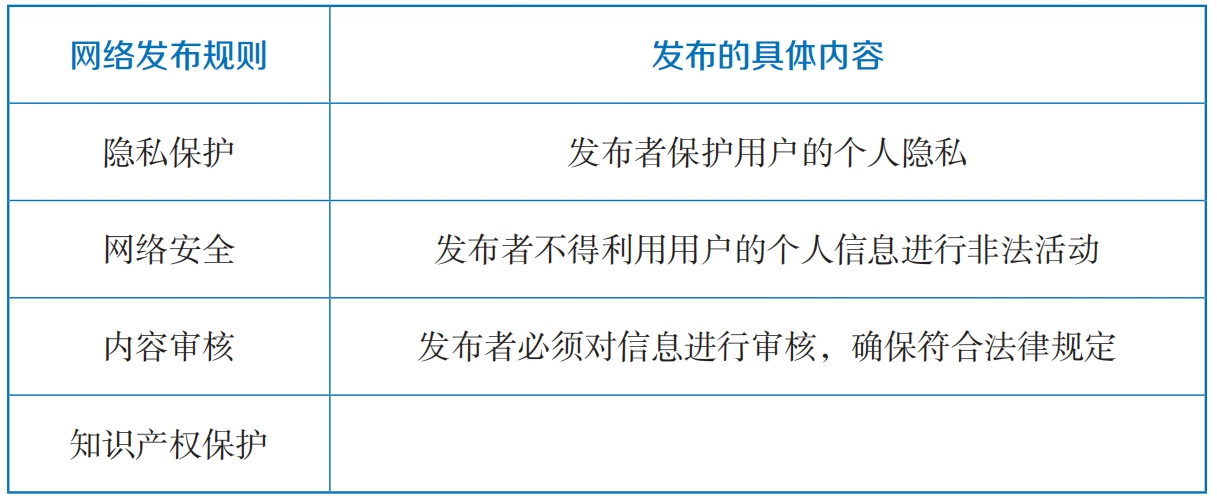 网络发布规则 发布的具体内容
隐私保护 发布者保护用户的个人隐私
网络安全 发布者不得利用用户的个人信息进行非法活动
内容审核 发布者必须对信息进行审核，确保符合法律规定
知识产权保护